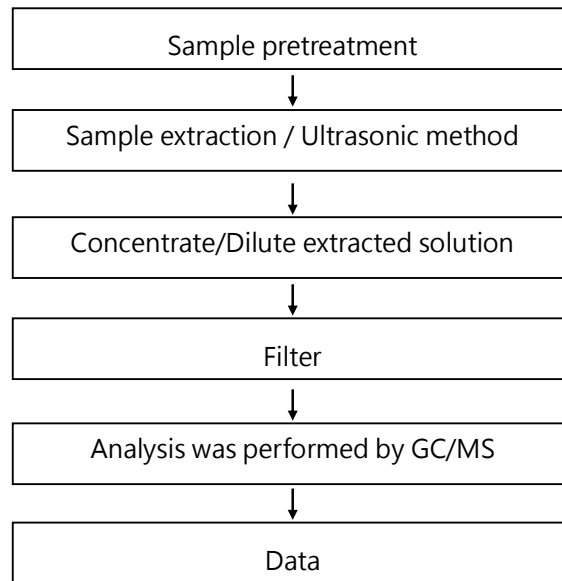 Sample pretreatment
Sample extraction / Ultrasonic method
Concentrate/Dilute extracted solution
Filter
Analysis was performed by GC/MS
Data